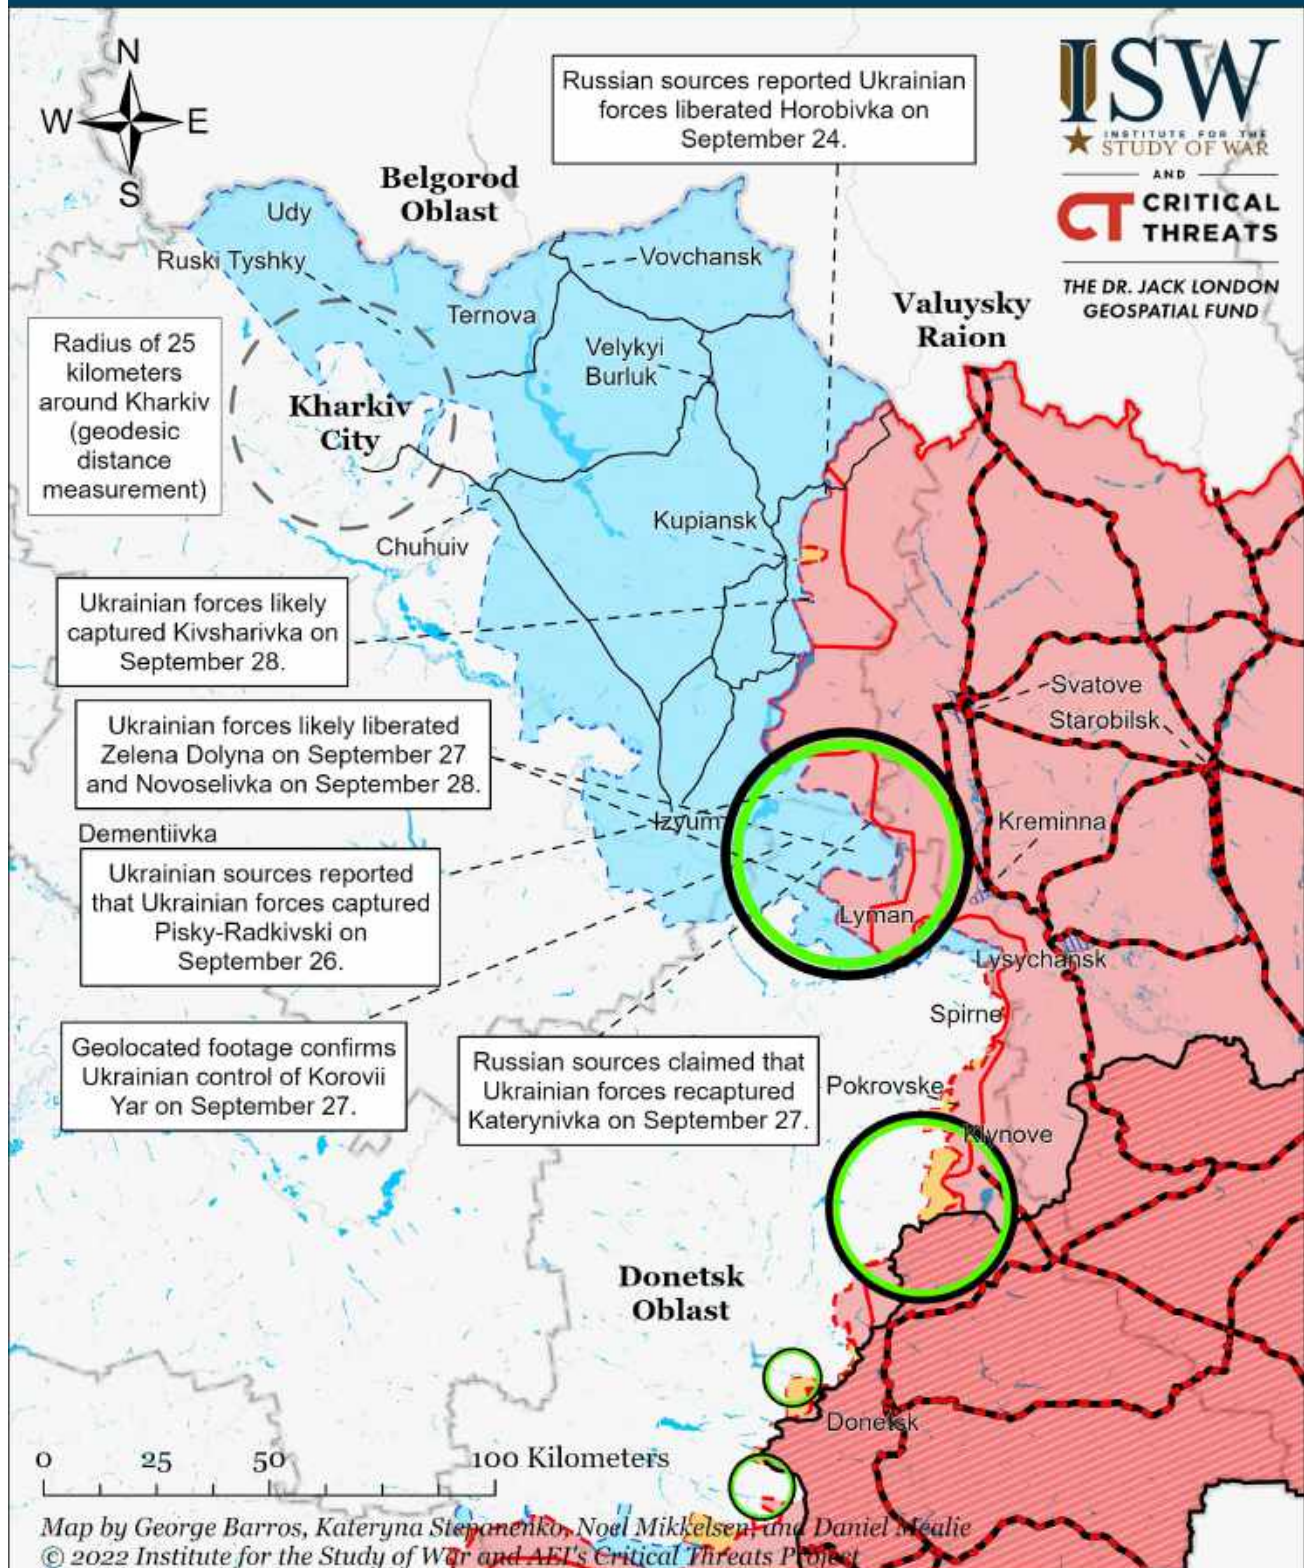 N
W
E
S
Russian sources reported Ukrainian
forces liberated Horobivka on
September 24.
ISW
INSTITUTE FOR THE
STUDY OF WAR
AND
CT CRITICAL
THREATS
THE DR. JACK LONDON
GEOSPATIAL FUND
Belgorod
Oblast
Udy
Ruski Tyshky
Vovchansk
Ternova
Valuysky
Raion
Radius of 25
kilometers
around Kharkiv
(geodesic
distance
measurement)
Velykyi
Burluk
Kharkiv
City
Kupiansk
Chuhuiv
Ukrainian forces likely
captured Kivsharivka on
September 28.
Svatove
Starobilsk
Ukrainian forces likely liberated
Zelena Dolyna on September 27
and Novoselivka on September 28.
Izyum
Kreminna
Dementiivka
Ukrainian sources reported
that Ukrainian forces captured
Pisky-Radkivski on
September 26.
Lyman
Lysychansk
Spirne
Geolocated footage confirms
Ukrainian control of Korovii
Yar on September 27.
Russian sources claimed that
Ukrainian forces recaptured
Katerynivka on September 27.
Pokrovske
Klynove
Donetsk
Oblast
Donetsk
0 25 50 100 Kilometers
Map by George Barros, Kateryna Stepanenko, Noel Mikkelsen, and Daniel Mealie
© 2022 Institute for the Study of War and AEI's Critical Threats Project